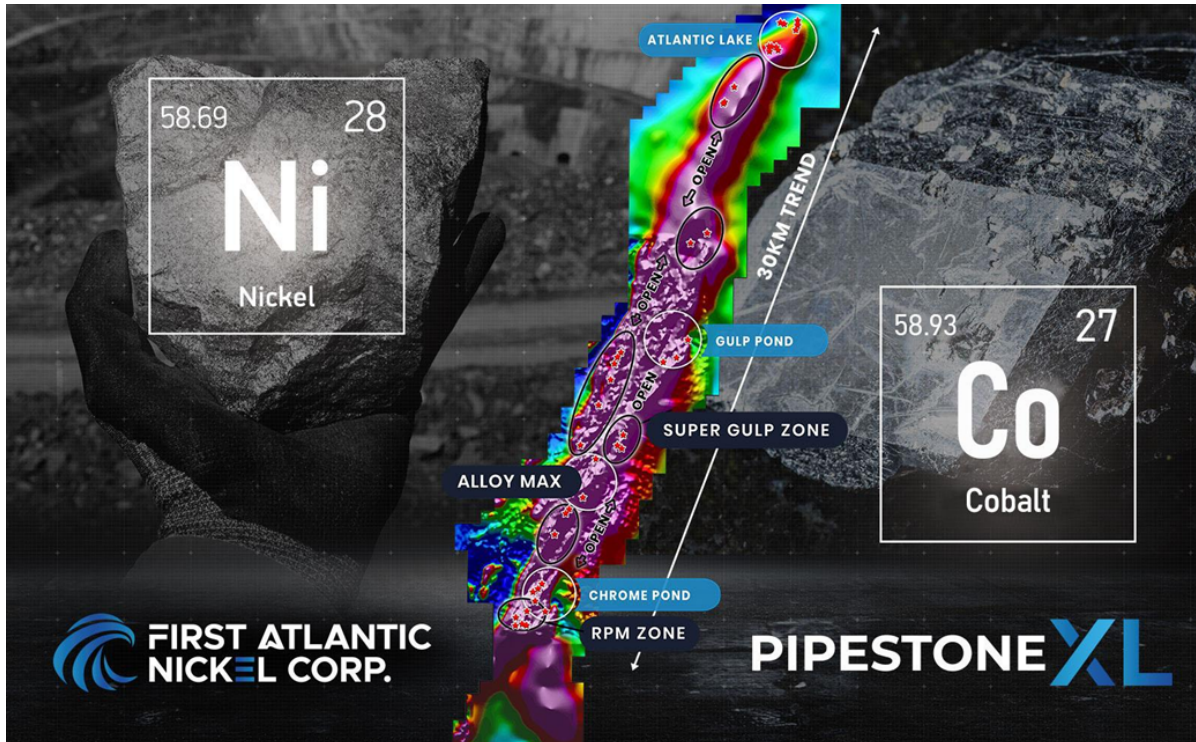 ATLANTIC LAKE
58.69 28
Ni
Nickel
OPEN
30KM TREND
OPEN
GULP POND
58.93 27
Co
Cobalt
OPEN
SUPER GULP ZONE
ALLOY MAX
OPEN
CHROME POND
RPM ZONE
FIRST ATLANTIC
NICKEL CORP.
PIPESTONE XL